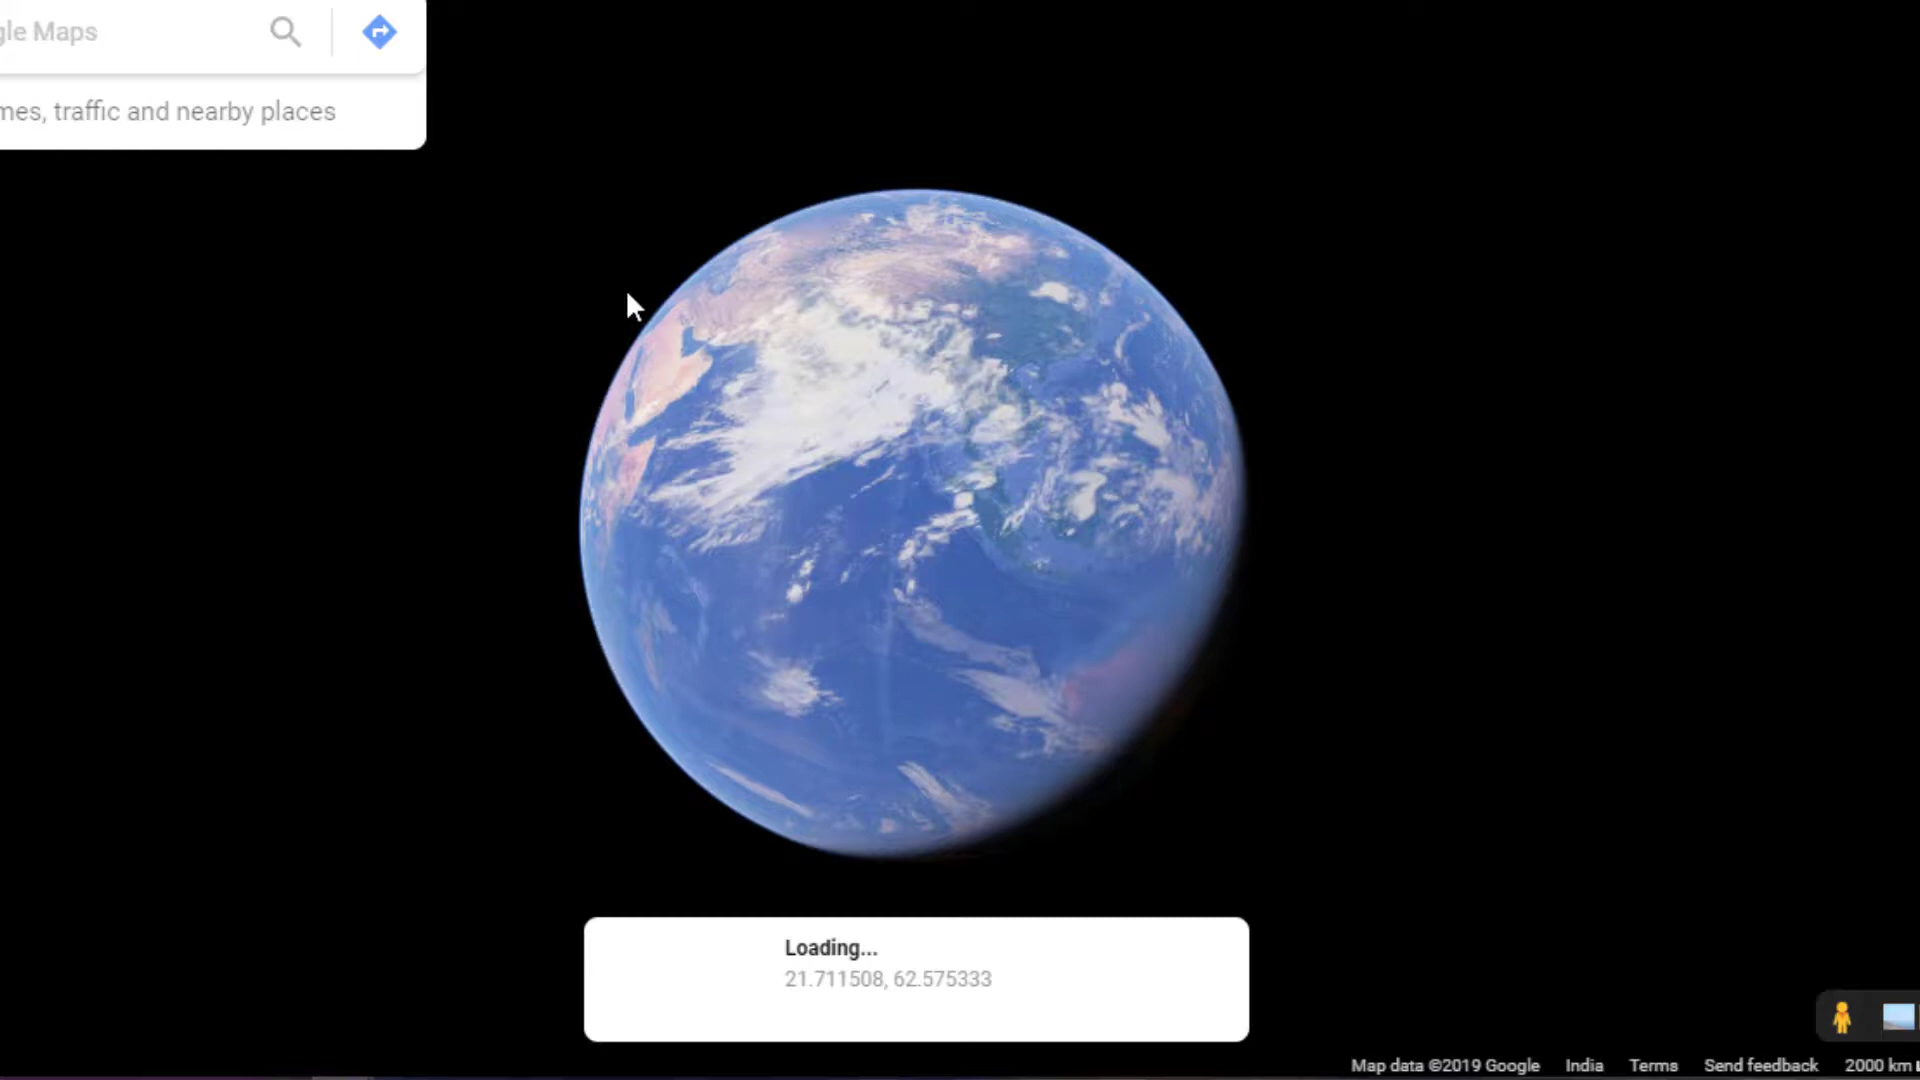 gle Maps
mes, traffic and nearby places
Loading...
21.711508, 62.575333
Map data ©2019 Google India Terms Send feedback 2000 km